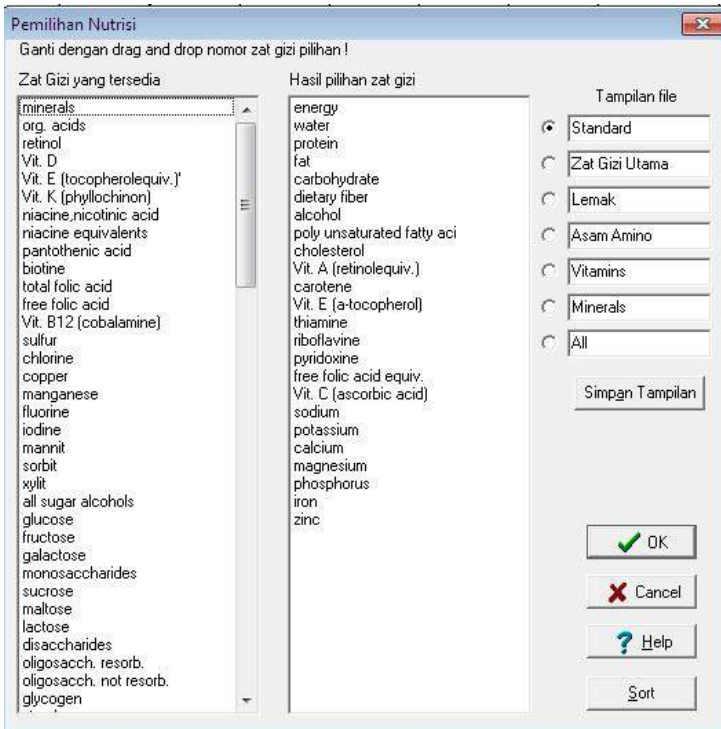 Pemilihan Nutrisi
Ganti dengan drag and drop nomor zat gizi pilihan !
Zat Gizi yang tersedia
minerals
org. acids
retinol
Vit. D
Vit. E (tocopherolequiv.)'
Vit. K (phyllochinon)
niacine,nicotinic acid
niacine equivalents
pantothenic acid
biotine
total folic acid
free folic acid
Vit. B12 (cobalamine)
sulfur
chlorine
copper
manganese
fluorine
iodine
mannit
sorbit
xylit
all sugar alcohols
glucose
fructose
galactose
monosaccharides
sucrose
maltose
lactose
disaccharides
oligosacch. resorb.
oligosacch. not resorb.
glycogen
Hasil pilihan zat gizi
energy
water
protein
fat
carbohydrate
dietary fiber
alcohol
poly unsaturated fatty aci
cholesterol
Vit. A (retinolequiv.)
carotene
Vit. E (a-tocopherol)
thiamine
riboflavine
pyridoxine
free folic acid equiv.
Vit. C (ascorbic acid)
sodium
potassium
calcium
magnesium
phosphorus
iron
zinc
Tampilan file
Standard
Zat Gizi Utama
Lemak
Asam Amino
Vitamins
Minerals
All
Simpan Tampilan
OK
Cancel
Help
Sort